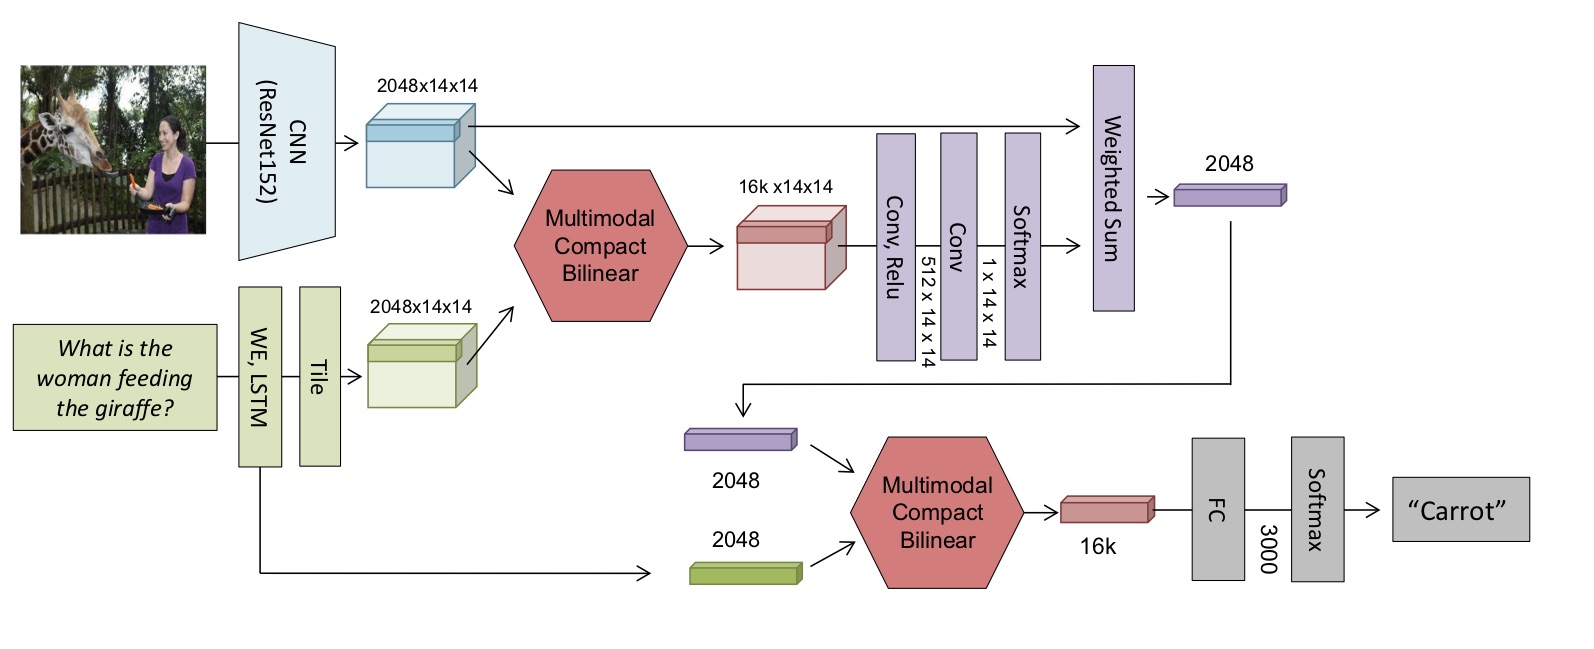 CNN
(ResNet152)
2048x14x14
Multimodal
Compact
Bilinear
16k x14x14
Conv, Relu
512 x 14 x 14
Conv
1 x 14 x 14
Softmax
Weighted Sum
2048
What is the
woman feeding
the giraffe?
WE, LSTM
Tile
2048x14x14
2048
2048
Multimodal
Compact
Bilinear
16k
FC
3000
Softmax
“Carrot”